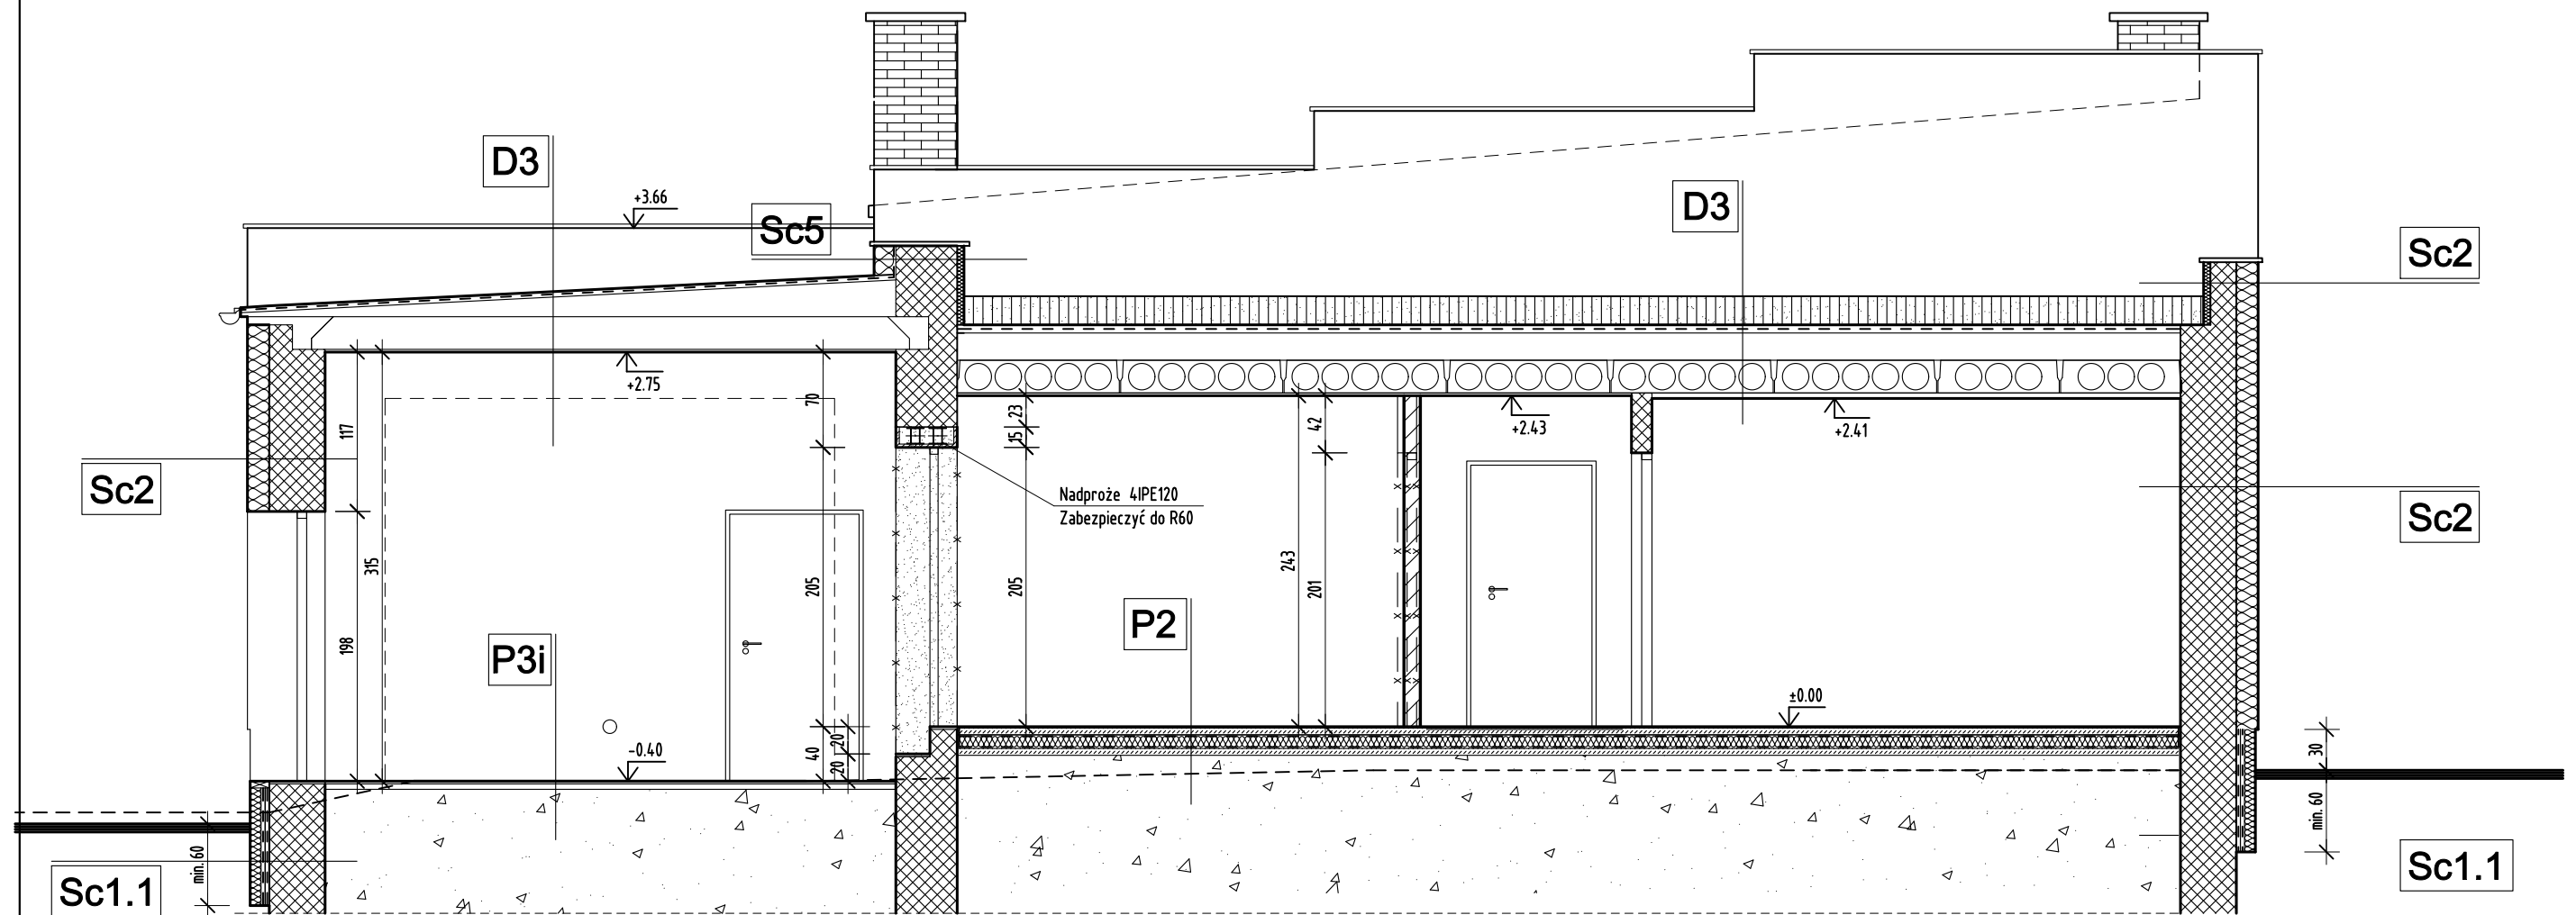 D3
+3.66
Sc5
D3
Sc2
+2.75
70
117
23
15
42
+2.43
+2.41
Sc2
Nadproże 4IPE120
Zabezpieczyć do R60
Sc2
315
205
205
243
201
198
P3i
P2
±0.00
-0.40
40
20
20
30
min. 60
min. 60
Sc1.1
Sc1.1